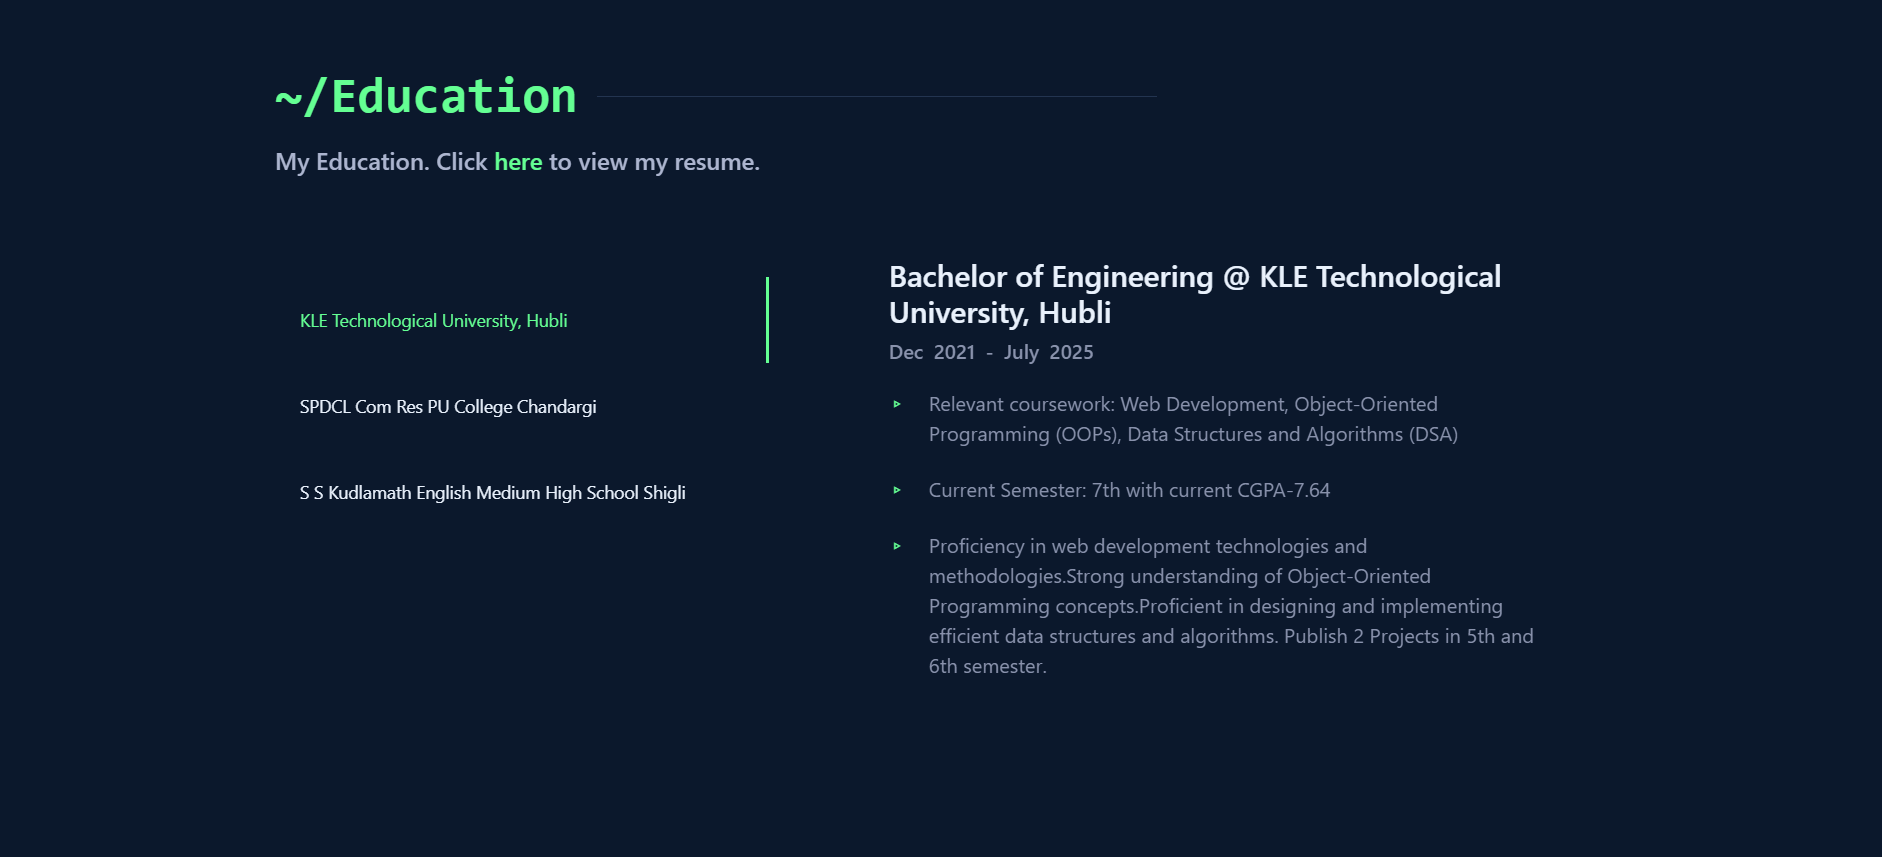 ~/Education
My Education. Click here to view my resume.
KLE Technological University, Hubli
SPDCL Com Res PU College Chandargi
S S Kudlamath English Medium High School Shigli
Bachelor of Engineering @ KLE Technological
University, Hubli
Dec 2021 - July 2025
Relevant coursework: Web Development, Object-Oriented
Programming (OOPs), Data Structures and Algorithms (DSA)
Current Semester: 7th with current CGPA-7.64
Proficiency in web development technologies and
methodologies.Strong understanding of Object-Oriented
Programming concepts.Proficient in designing and implementing
efficient data structures and algorithms. Publish 2 Projects in 5th and
6th semester.